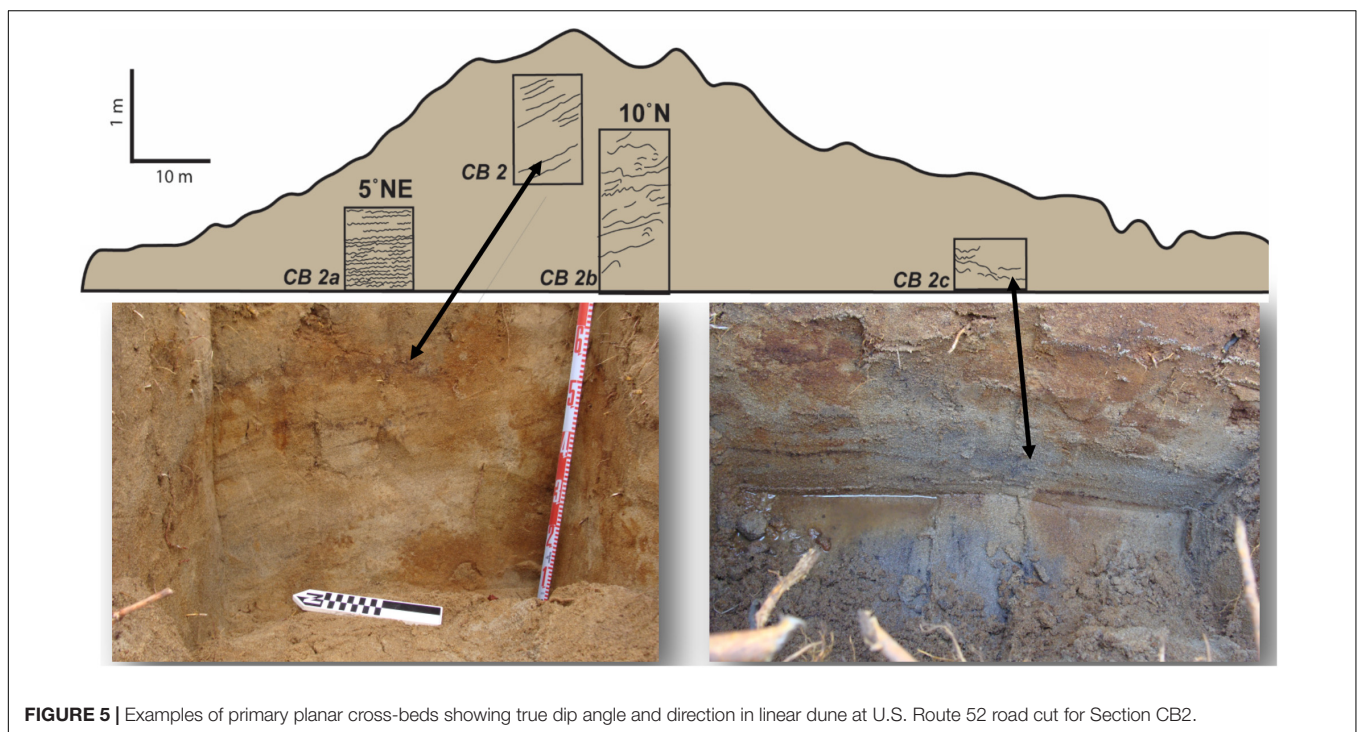 1 m
10 m
5°NE
CB 2a
CB 2
10°N
CB 2b
CB 2c
FIGURE 5 | Examples of primary planar cross-beds showing true dip angle and direction in linear dune at U.S. Route 52 road cut for Section CB2.